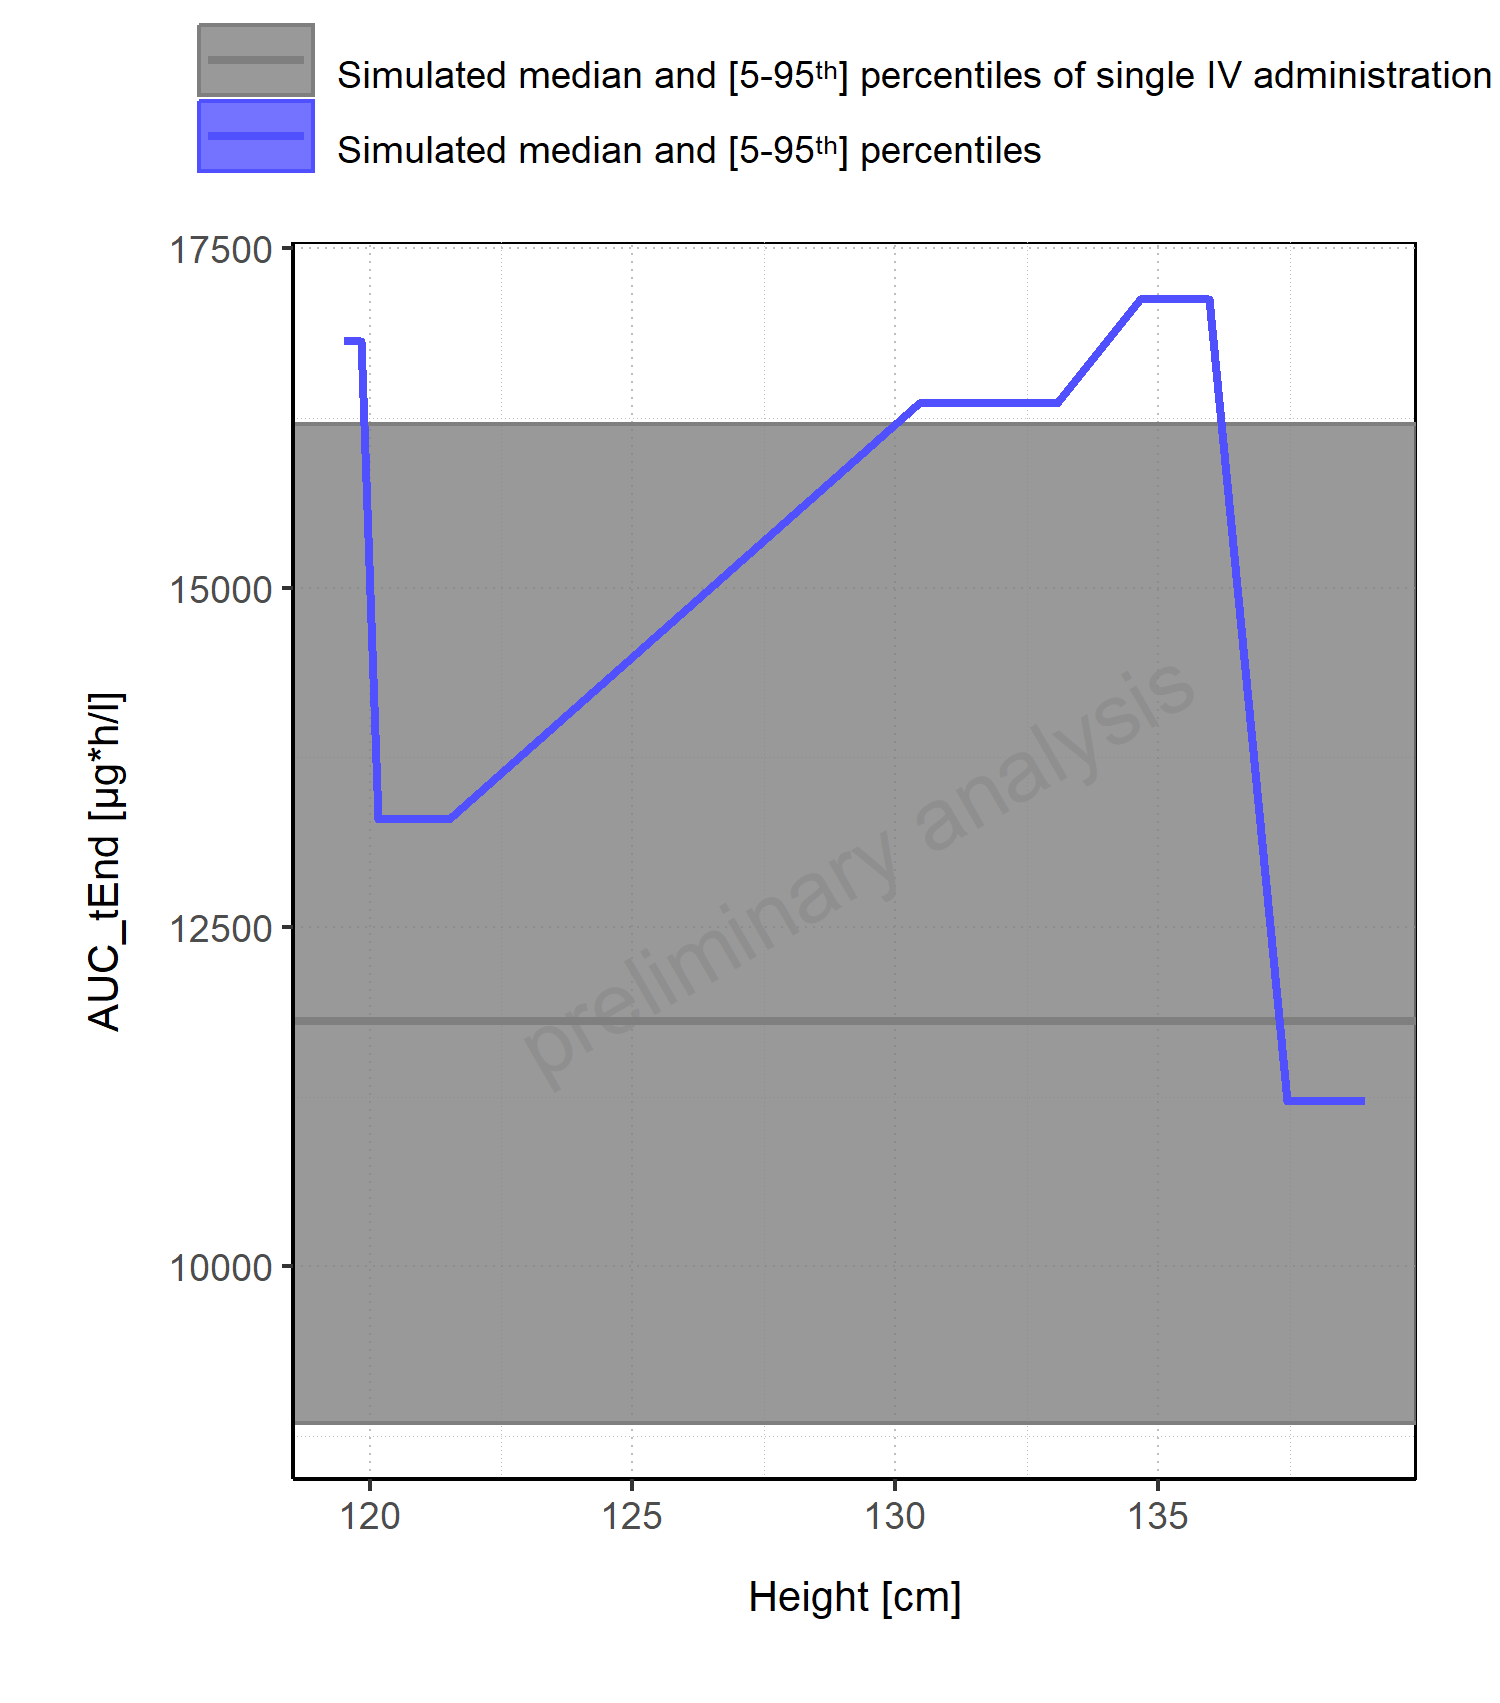 Simulated median and [5-95th] percentiles of single IV administration
Simulated median and [5-95th] percentiles
17500
15000
12500
10000
AUC_tEnd [µg*h/l]
preliminary analysis
120 125 130 135
Height [cm]